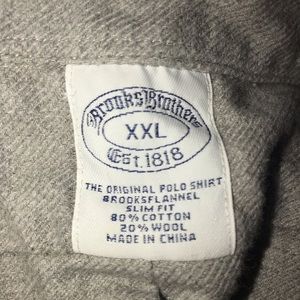 Brooks Brothers
XXL
Est. 1818
THE ORIGINAL POLO SHIRT
BROOKSFLANNEL
SLIM FIT
80% COTTON
20% WOOL
MADE IN CHINA